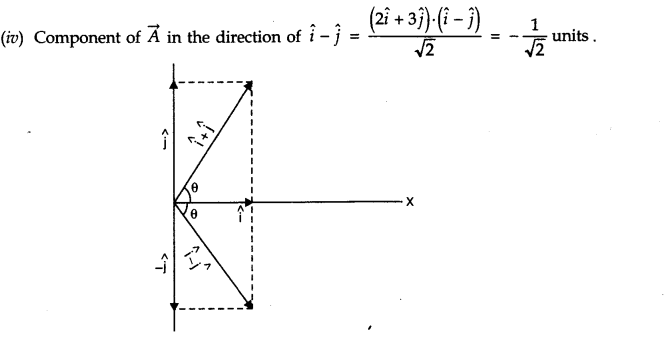 (iv) Component of A⃗ in the direction of î − ĵ = (2î + 3ĵ)·(î − ĵ) / √2 = − 1/√2 units .
ĵ
î+ĵ
θ
θ
î
X
−ĵ
î−ĵ